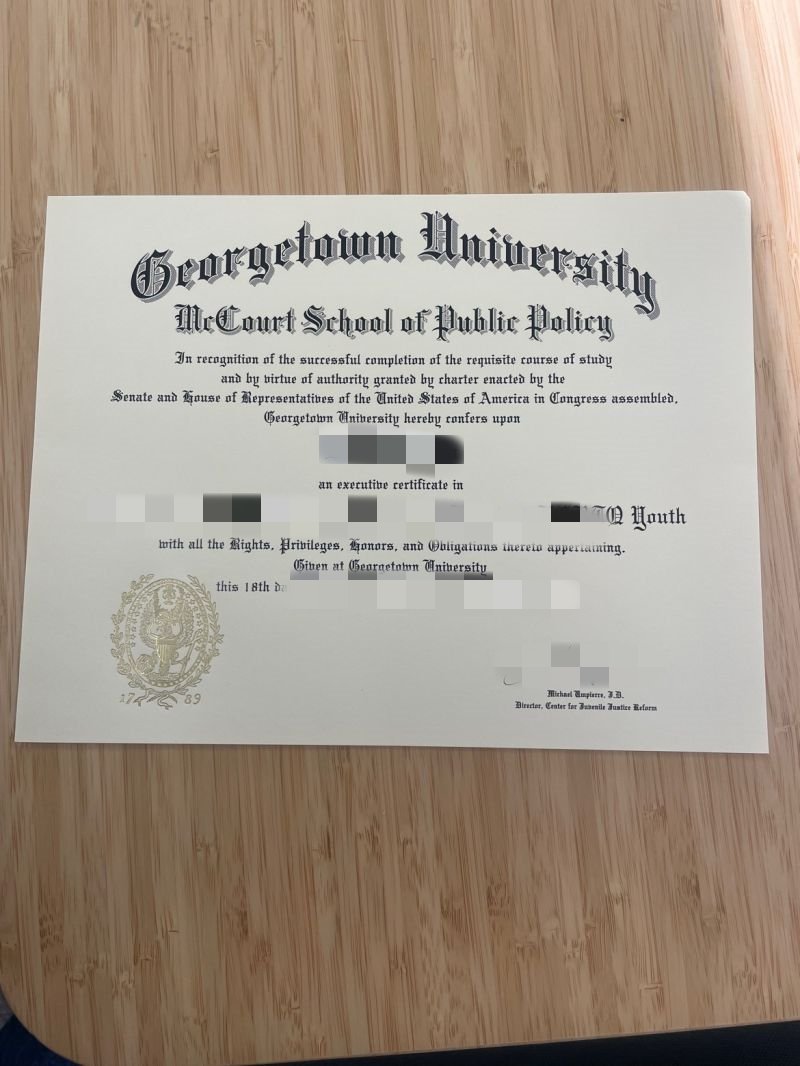 Georgetown University
McCourt School of Public Policy
In recognition of the successful completion of the requisite course of study
and by virtue of authority granted by charter enacted by the
Senate and House of Representatives of the United States of America in Congress assembled,
Georgetown University hereby confers upon
an executive certificate in
Youth
with all the Rights, Privileges, Honors, and Obligations thereto appertaining.
Given at Georgetown University
this 18th
1789
Michael Umpierre, J.D.
Director, Center for Juvenile Justice Reform